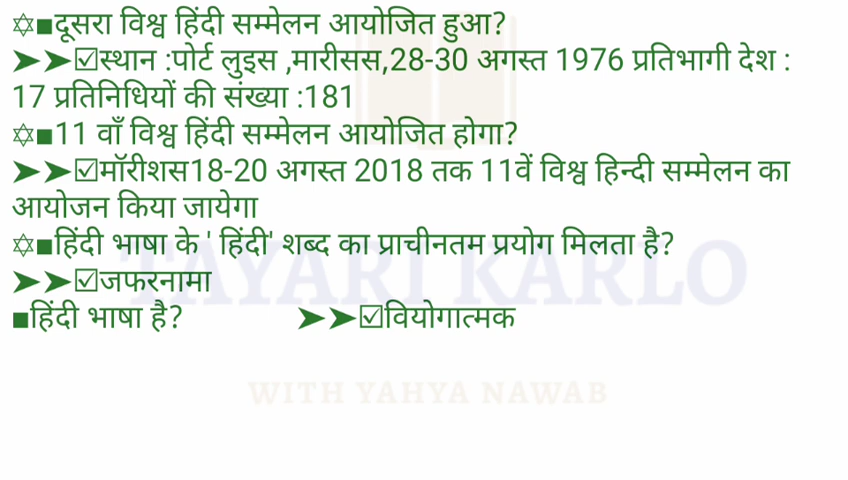 ✡■दूसरा विश्व हिंदी सम्मेलन आयोजित हुआ?
➤➤☑स्थान :पोर्ट लुइस ,मारीसस,28-30 अगस्त 1976 प्रतिभागी देश :
17 प्रतिनिधियों की संख्या :181
✡■11 वाँ विश्व हिंदी सम्मेलन आयोजित होगा?
➤➤☑मॉरीशस18-20 अगस्त 2018 तक 11वें विश्व हिन्दी सम्मेलन का
आयोजन किया जायेगा
✡■हिंदी भाषा के ' हिंदी' शब्द का प्राचीनतम प्रयोग मिलता है?
TAYARI KARLO
➤➤☑जफरनामा
■हिंदी भाषा है? ➤➤☑वियोगात्मक
WITH YAHYA NAWAB